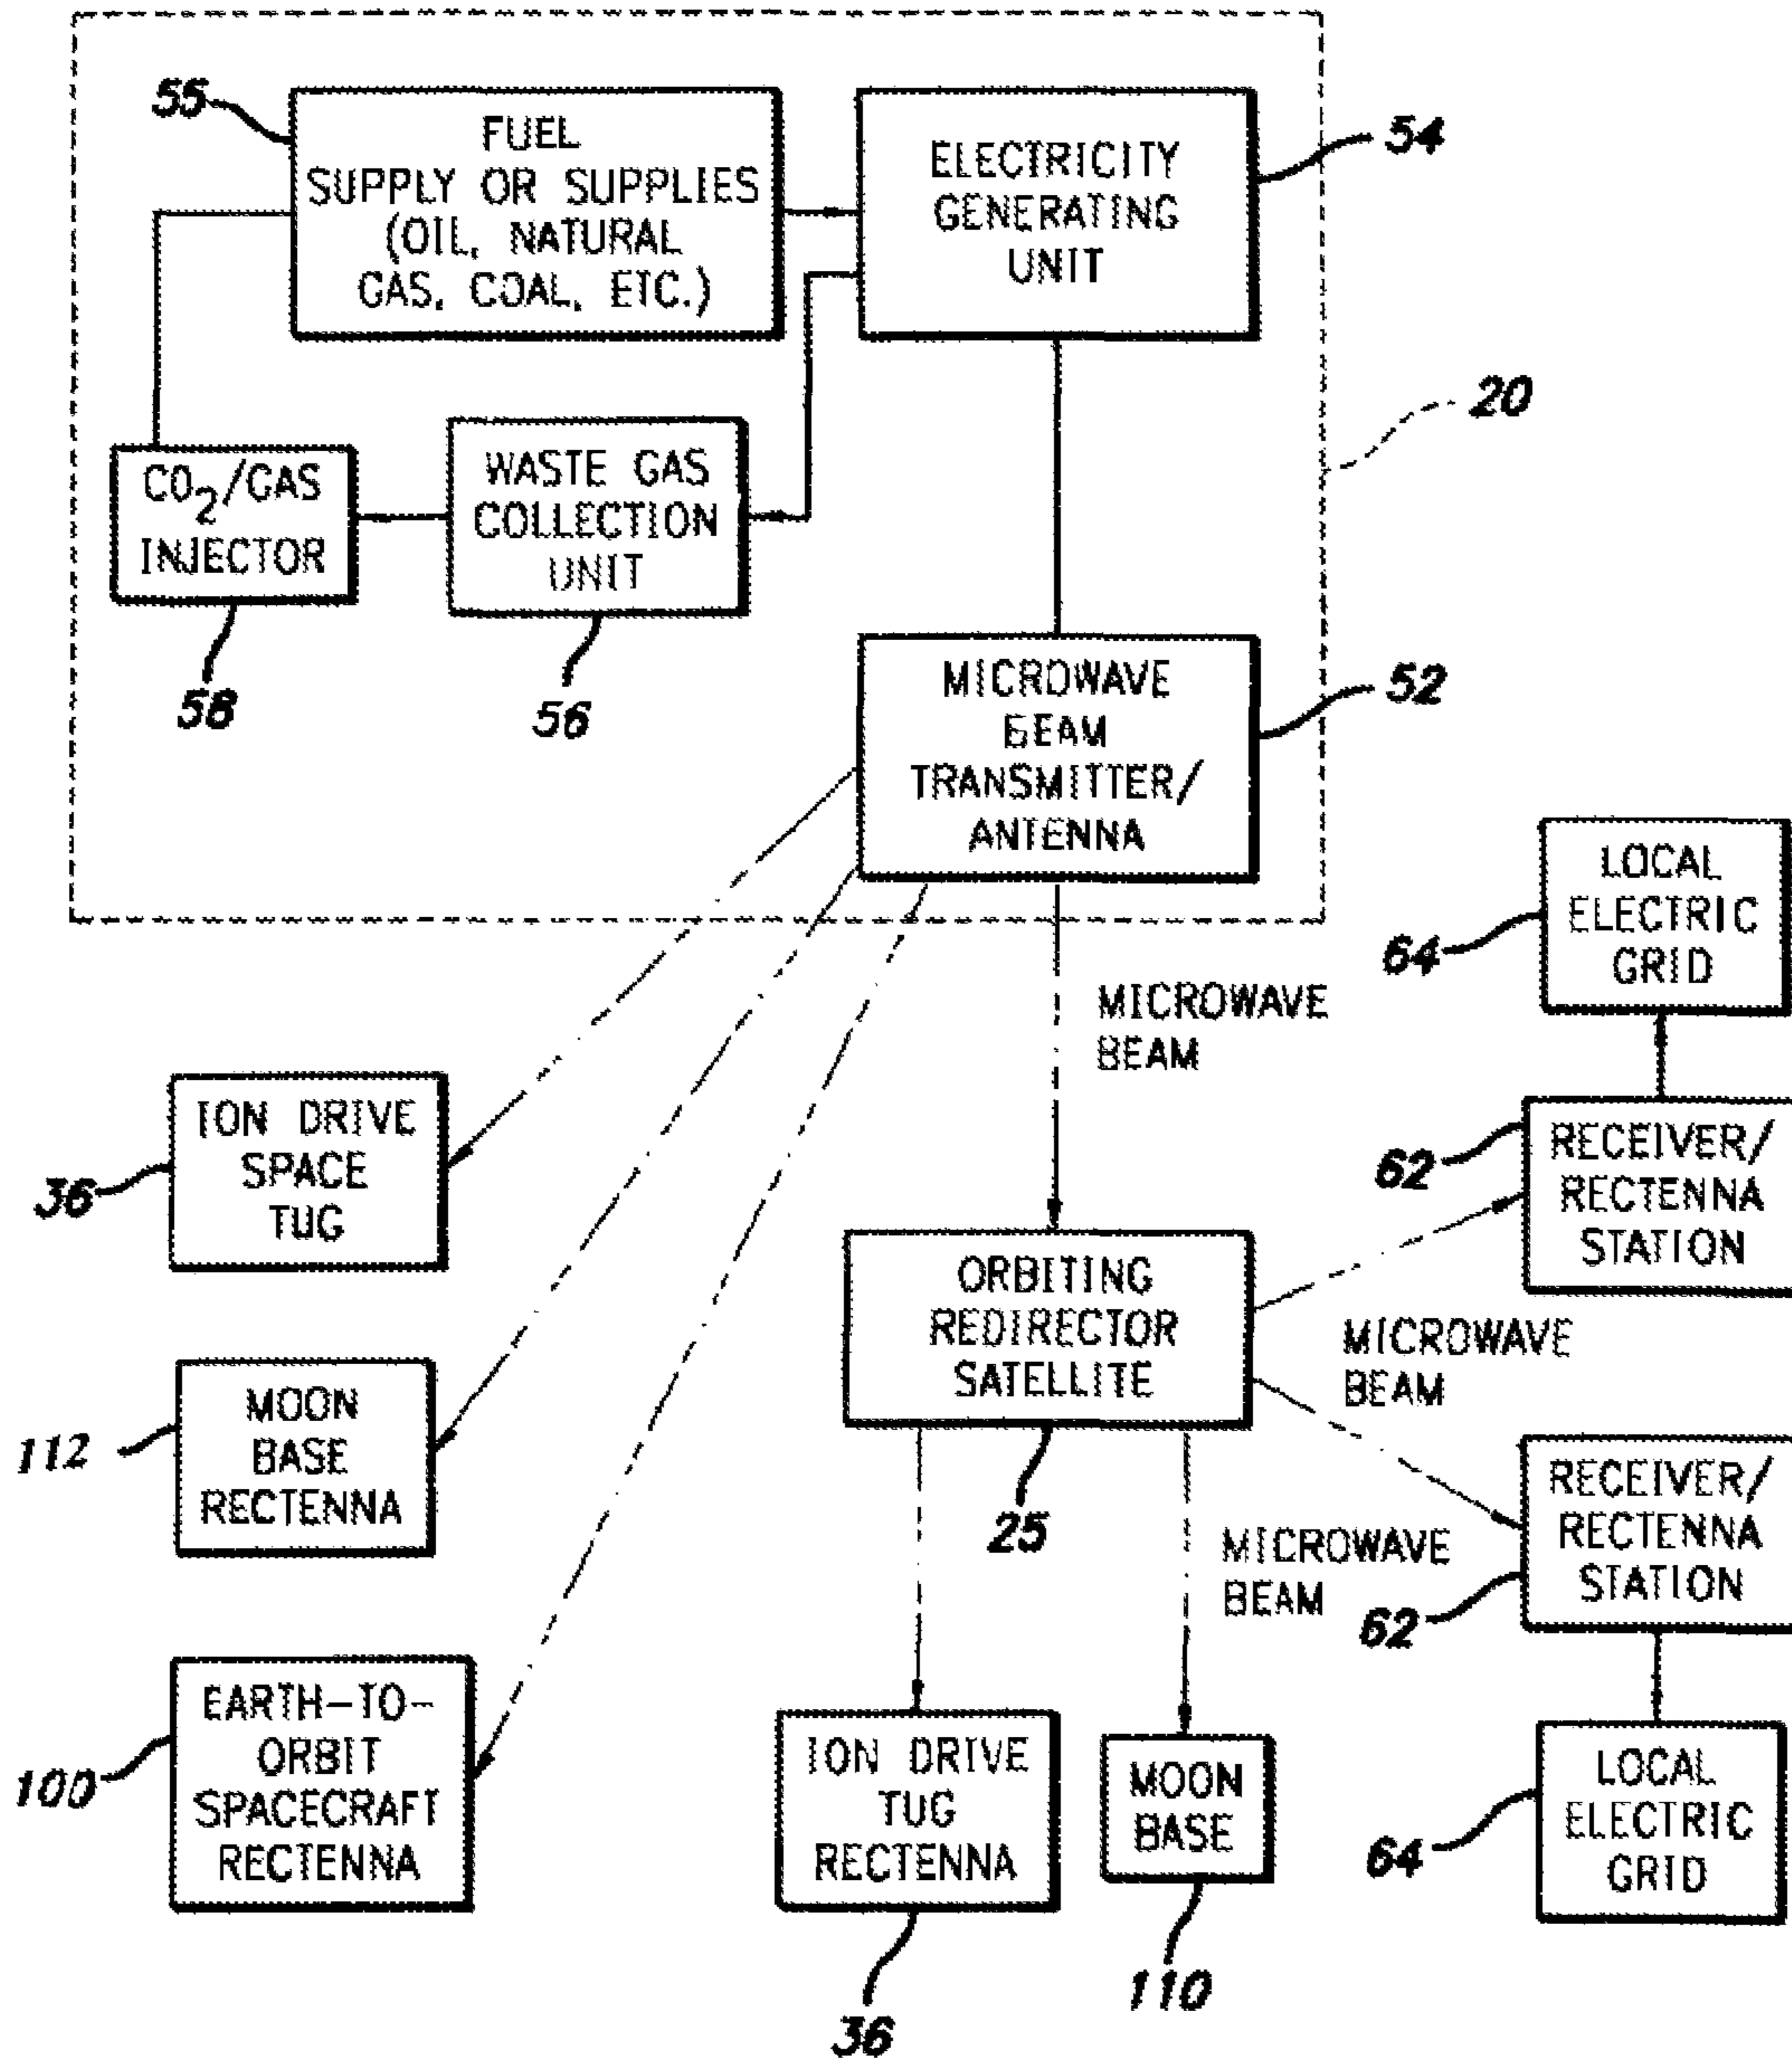 55
FUEL
SUPPLY OR SUPPLIES
(OIL, NATURAL
GAS, COAL, ETC.)
ELECTRICITY
GENERATING
UNIT
54
20
CO2/GAS
INJECTOR
58
WASTE GAS
COLLECTION
UNIT
56
MICROWAVE
BEAM
TRANSMITTER/
ANTENNA
52
LOCAL
ELECTRIC
GRID
64
MICROWAVE
BEAM
ION DRIVE
SPACE
TUG
36
RECEIVER/
RECTENNA
STATION
62
ORBITING
REDIRECTOR
SATELLITE
25
MICROWAVE
BEAM
MOON
BASE
RECTENNA
112
MICROWAVE
BEAM
RECEIVER/
RECTENNA
STATION
62
EARTH-TO-
ORBIT
SPACECRAFT
RECTENNA
100
ION DRIVE
TUG
RECTENNA
36
MOON
BASE
110
LOCAL
ELECTRIC
GRID
64